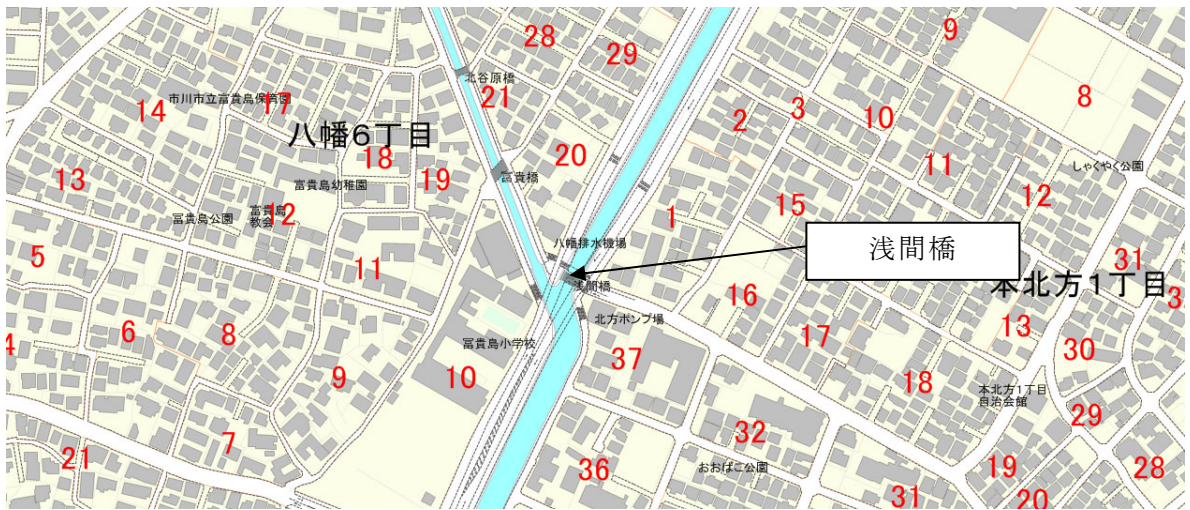 28
29
9
北谷原橋
21
14
市川市立冨貴島保育園
17
八幡6丁目
2
3
10
8
20
18
19
冨貴橋
11
しゃくやく公園
12
13
冨貴島幼稚園
冨貴島公園
冨貴島
教会
12
15
1
5
11
八幡排水機場
浅間橋
浅間橋
31
本北方1丁目
3
16
北方ポンプ場
13
4
6
8
冨貴島小学校
17
30
9
10
37
18
本北方1丁目
自治会館
29
7
32
21
36
おおばこ公園
19
28
31
20